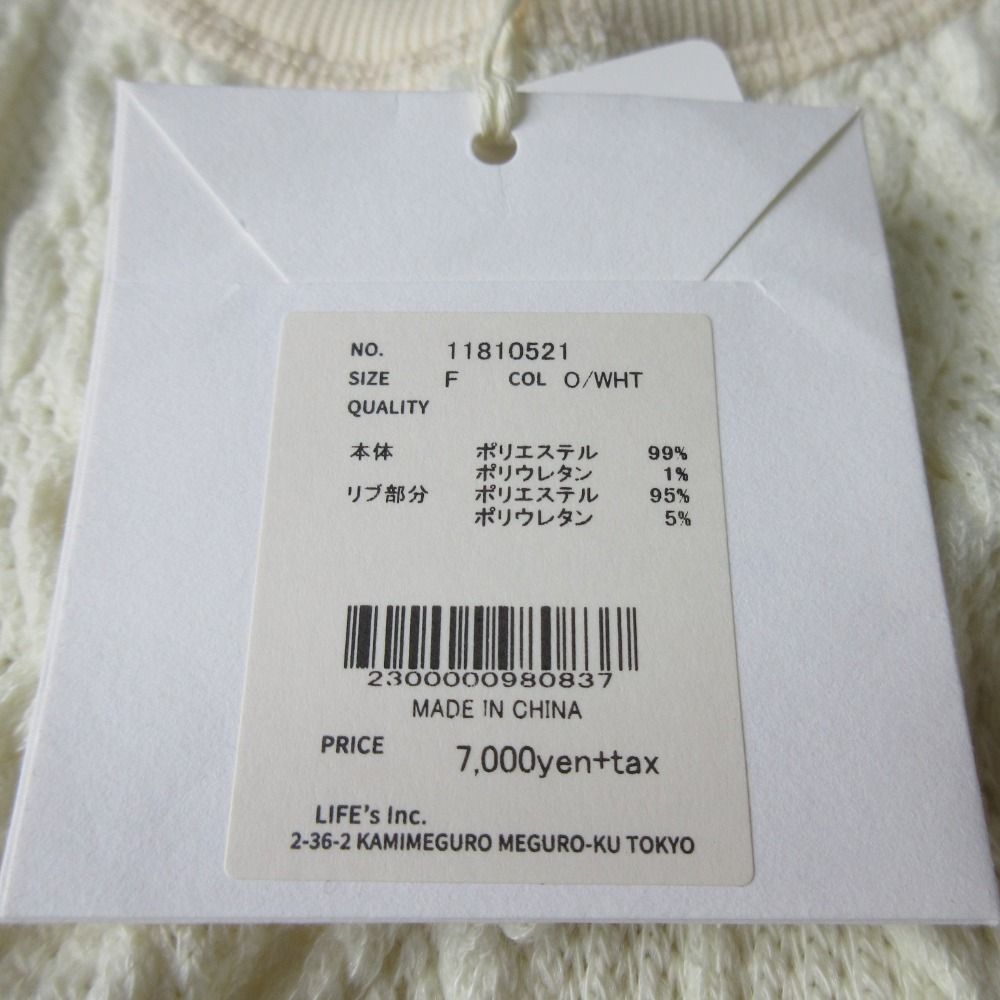 NO. 11810521
SIZE F COL O/WHT
QUALITY
本体 ポリエステル 99%
ポリウレタン 1%
リブ部分 ポリエステル 95%
ポリウレタン 5%
2300000980837
MADE IN CHINA
PRICE 7,000yen+tax
LIFE's Inc.
2-36-2 KAMIMEGURO MEGURO-KU TOKYO